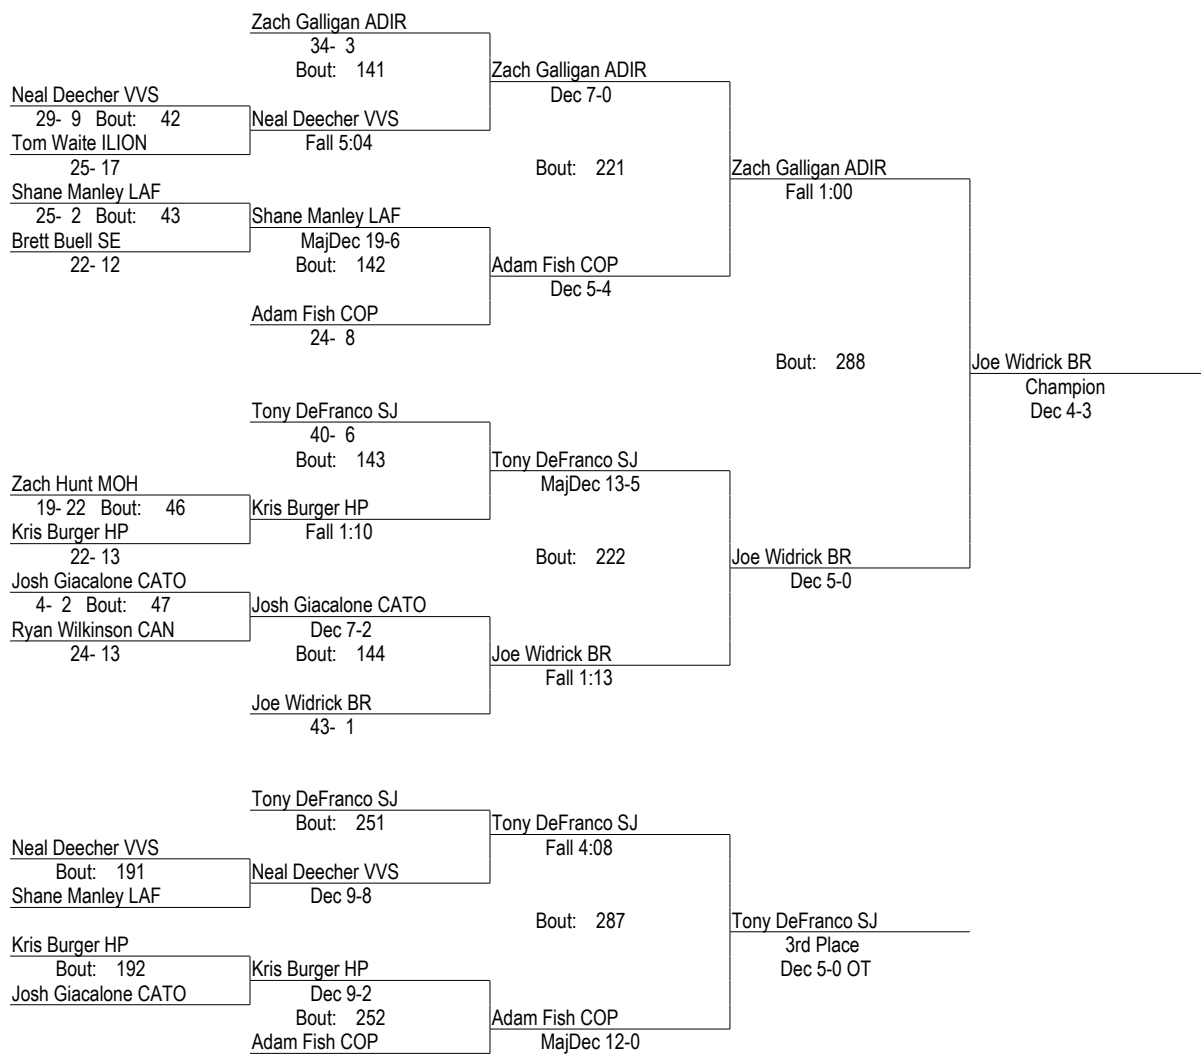 Zach Galligan ADIR
34- 3
Bout: 141
Zach Galligan ADIR
Dec 7-0
Neal Deecher VVS
29- 9 Bout: 42
Neal Deecher VVS
Fall 5:04
Tom Waite ILION
25- 17
Bout: 221
Zach Galligan ADIR
Fall 1:00
Shane Manley LAF
25- 2 Bout: 43
Shane Manley LAF
MajDec 19-6
Brett Buell SE
22- 12
Bout: 142
Adam Fish COP
Dec 5-4
Adam Fish COP
24- 8
Bout: 288
Joe Widrick BR
Champion
Dec 4-3
Tony DeFranco SJ
40- 6
Bout: 143
Tony DeFranco SJ
MajDec 13-5
Zach Hunt MOH
19- 22 Bout: 46
Kris Burger HP
Fall 1:10
Kris Burger HP
22- 13
Bout: 222
Joe Widrick BR
Dec 5-0
Josh Giacalone CATO
4- 2 Bout: 47
Josh Giacalone CATO
Dec 7-2
Ryan Wilkinson CAN
24- 13
Bout: 144
Joe Widrick BR
Fall 1:13
Joe Widrick BR
43- 1
Tony DeFranco SJ
Bout: 251
Tony DeFranco SJ
Fall 4:08
Neal Deecher VVS
Bout: 191
Neal Deecher VVS
Dec 9-8
Shane Manley LAF
Bout: 287
Tony DeFranco SJ
3rd Place
Dec 5-0 OT
Kris Burger HP
Bout: 192
Kris Burger HP
Dec 9-2
Josh Giacalone CATO
Bout: 252
Adam Fish COP
MajDec 12-0
Adam Fish COP